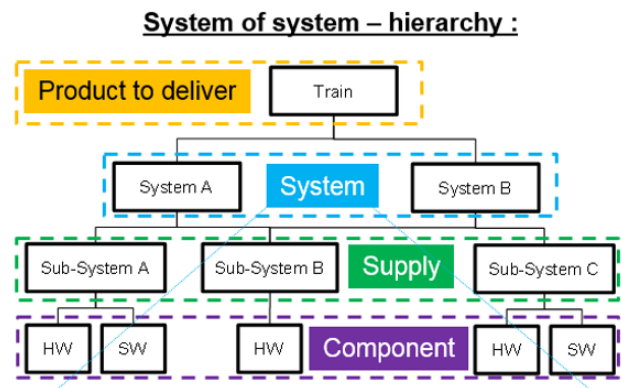 System of system – hierarchy :
Product to deliver
Train
System A
System
System B
Sub-System A
Sub-System B
Supply
Sub-System C
HW
SW
HW
Component
HW
SW